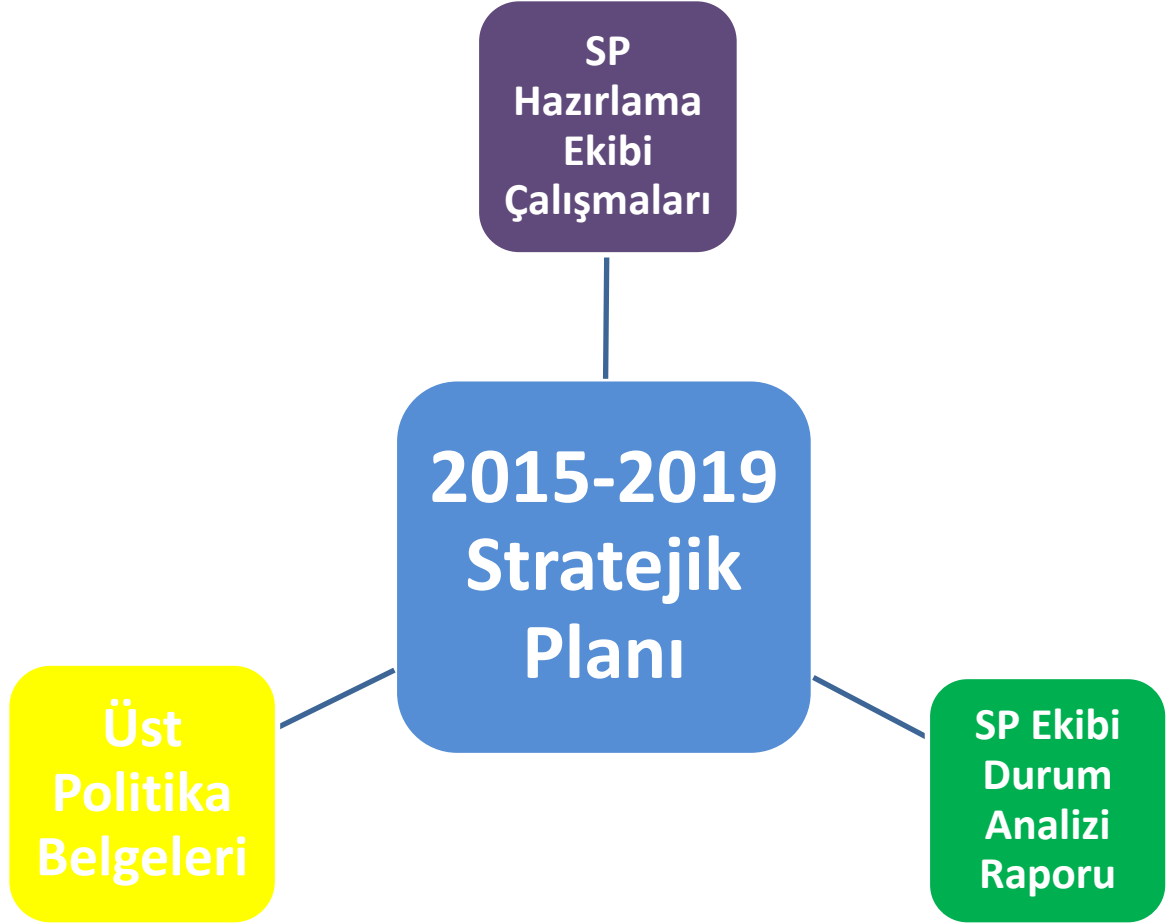 SP
Hazırlama
Ekibi
Çalışmaları
2015-2019
Stratejik
Planı
Üst
Politika
Belgeleri
SP Ekibi
Durum
Analizi
Raporu